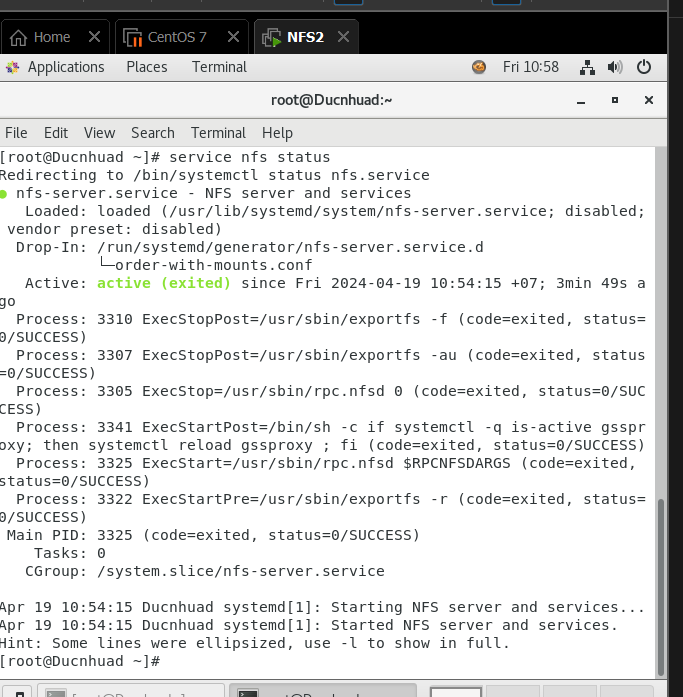 Home
CentOS 7
NFS2
Applications Places Terminal Fri 10:58
root@Ducnhuad:~
File Edit View Search Terminal Help
[root@Ducnhuad ~]# service nfs status
Redirecting to /bin/systemctl status nfs.service
● nfs-server.service - NFS server and services
   Loaded: loaded (/usr/lib/systemd/system/nfs-server.service; disabled;
 vendor preset: disabled)
  Drop-In: /run/systemd/generator/nfs-server.service.d
           └─order-with-mounts.conf
   Active: active (exited) since Fri 2024-04-19 10:54:15 +07; 3min 49s a
go
  Process: 3310 ExecStopPost=/usr/sbin/exportfs -f (code=exited, status=
0/SUCCESS)
  Process: 3307 ExecStopPost=/usr/sbin/exportfs -au (code=exited, status
=0/SUCCESS)
  Process: 3305 ExecStop=/usr/sbin/rpc.nfsd 0 (code=exited, status=0/SUC
CESS)
  Process: 3341 ExecStartPost=/bin/sh -c if systemctl -q is-active gsspr
oxy; then systemctl reload gssproxy ; fi (code=exited, status=0/SUCCESS)
  Process: 3325 ExecStart=/usr/sbin/rpc.nfsd $RPCNFSDARGS (code=exited,
status=0/SUCCESS)
  Process: 3322 ExecStartPre=/usr/sbin/exportfs -r (code=exited, status=
0/SUCCESS)
 Main PID: 3325 (code=exited, status=0/SUCCESS)
    Tasks: 0
   CGroup: /system.slice/nfs-server.service

Apr 19 10:54:15 Ducnhuad systemd[1]: Starting NFS server and services...
Apr 19 10:54:15 Ducnhuad systemd[1]: Started NFS server and services.
Hint: Some lines were ellipsized, use -l to show in full.
[root@Ducnhuad ~]#